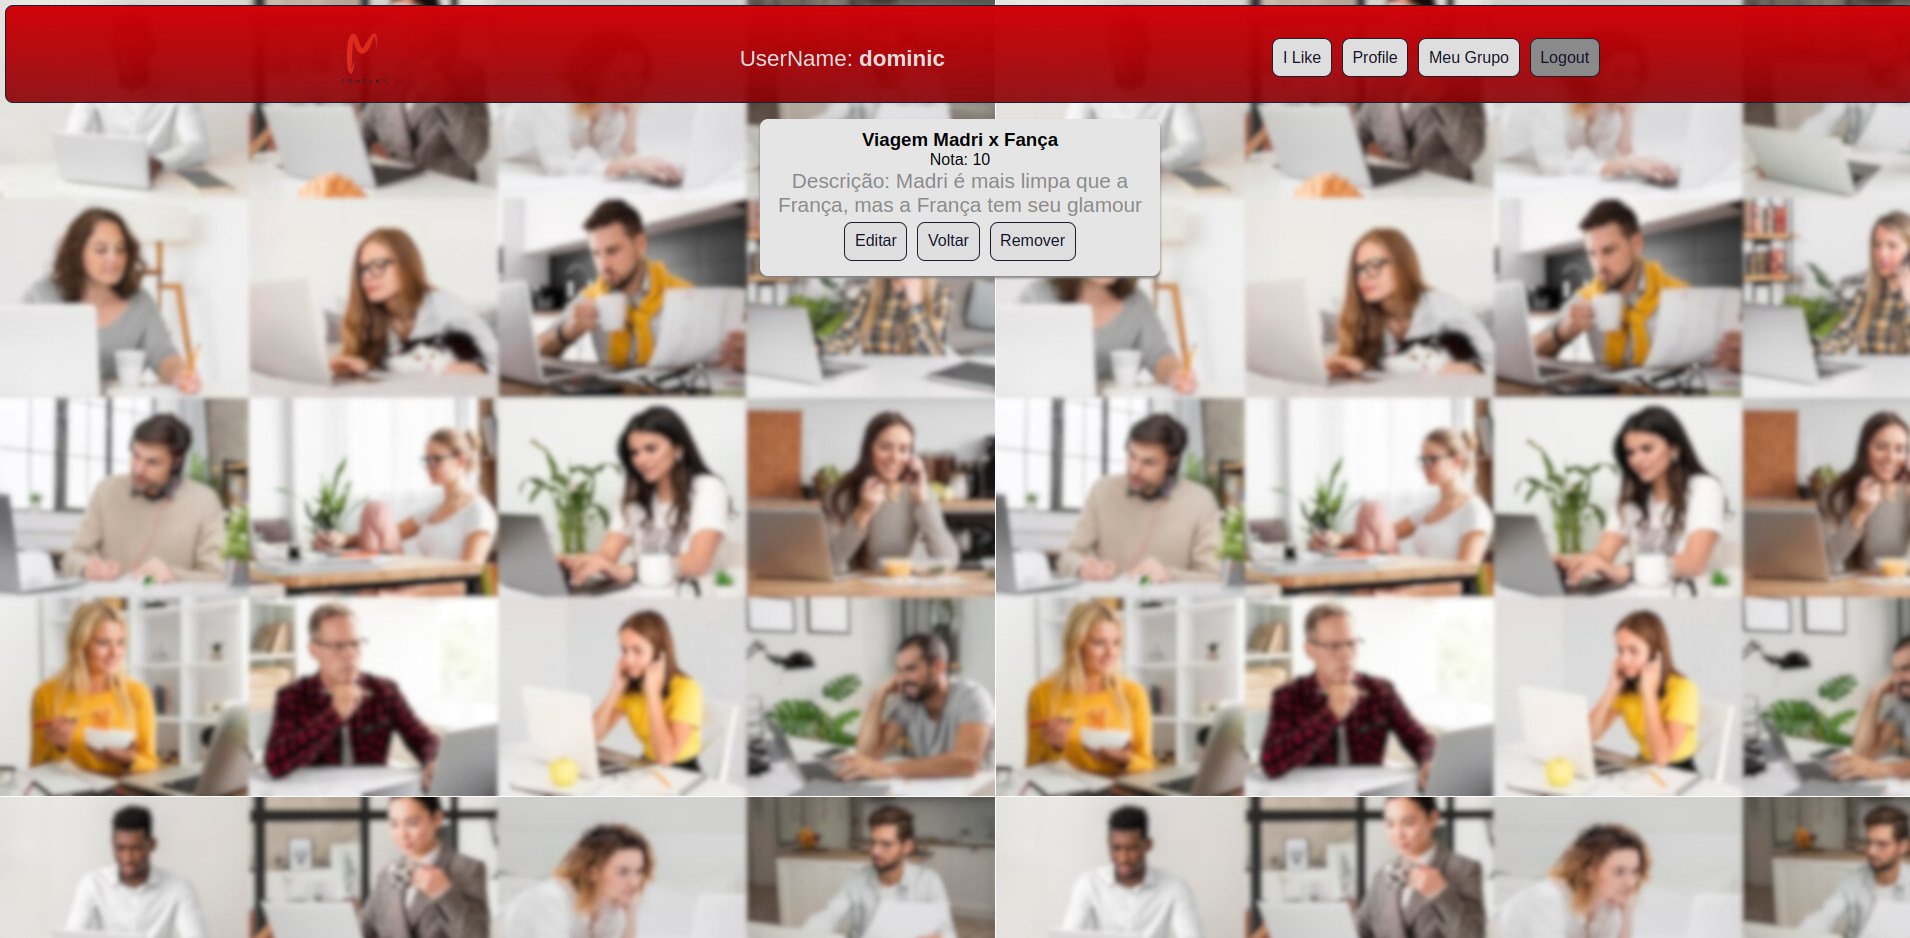 UserName: dominic
I Like
Profile
Meu Grupo
Logout
Viagem Madri x Fança
Nota: 10
Descrição: Madri é mais limpa que a
França, mas a França tem seu glamour
Editar
Voltar
Remover